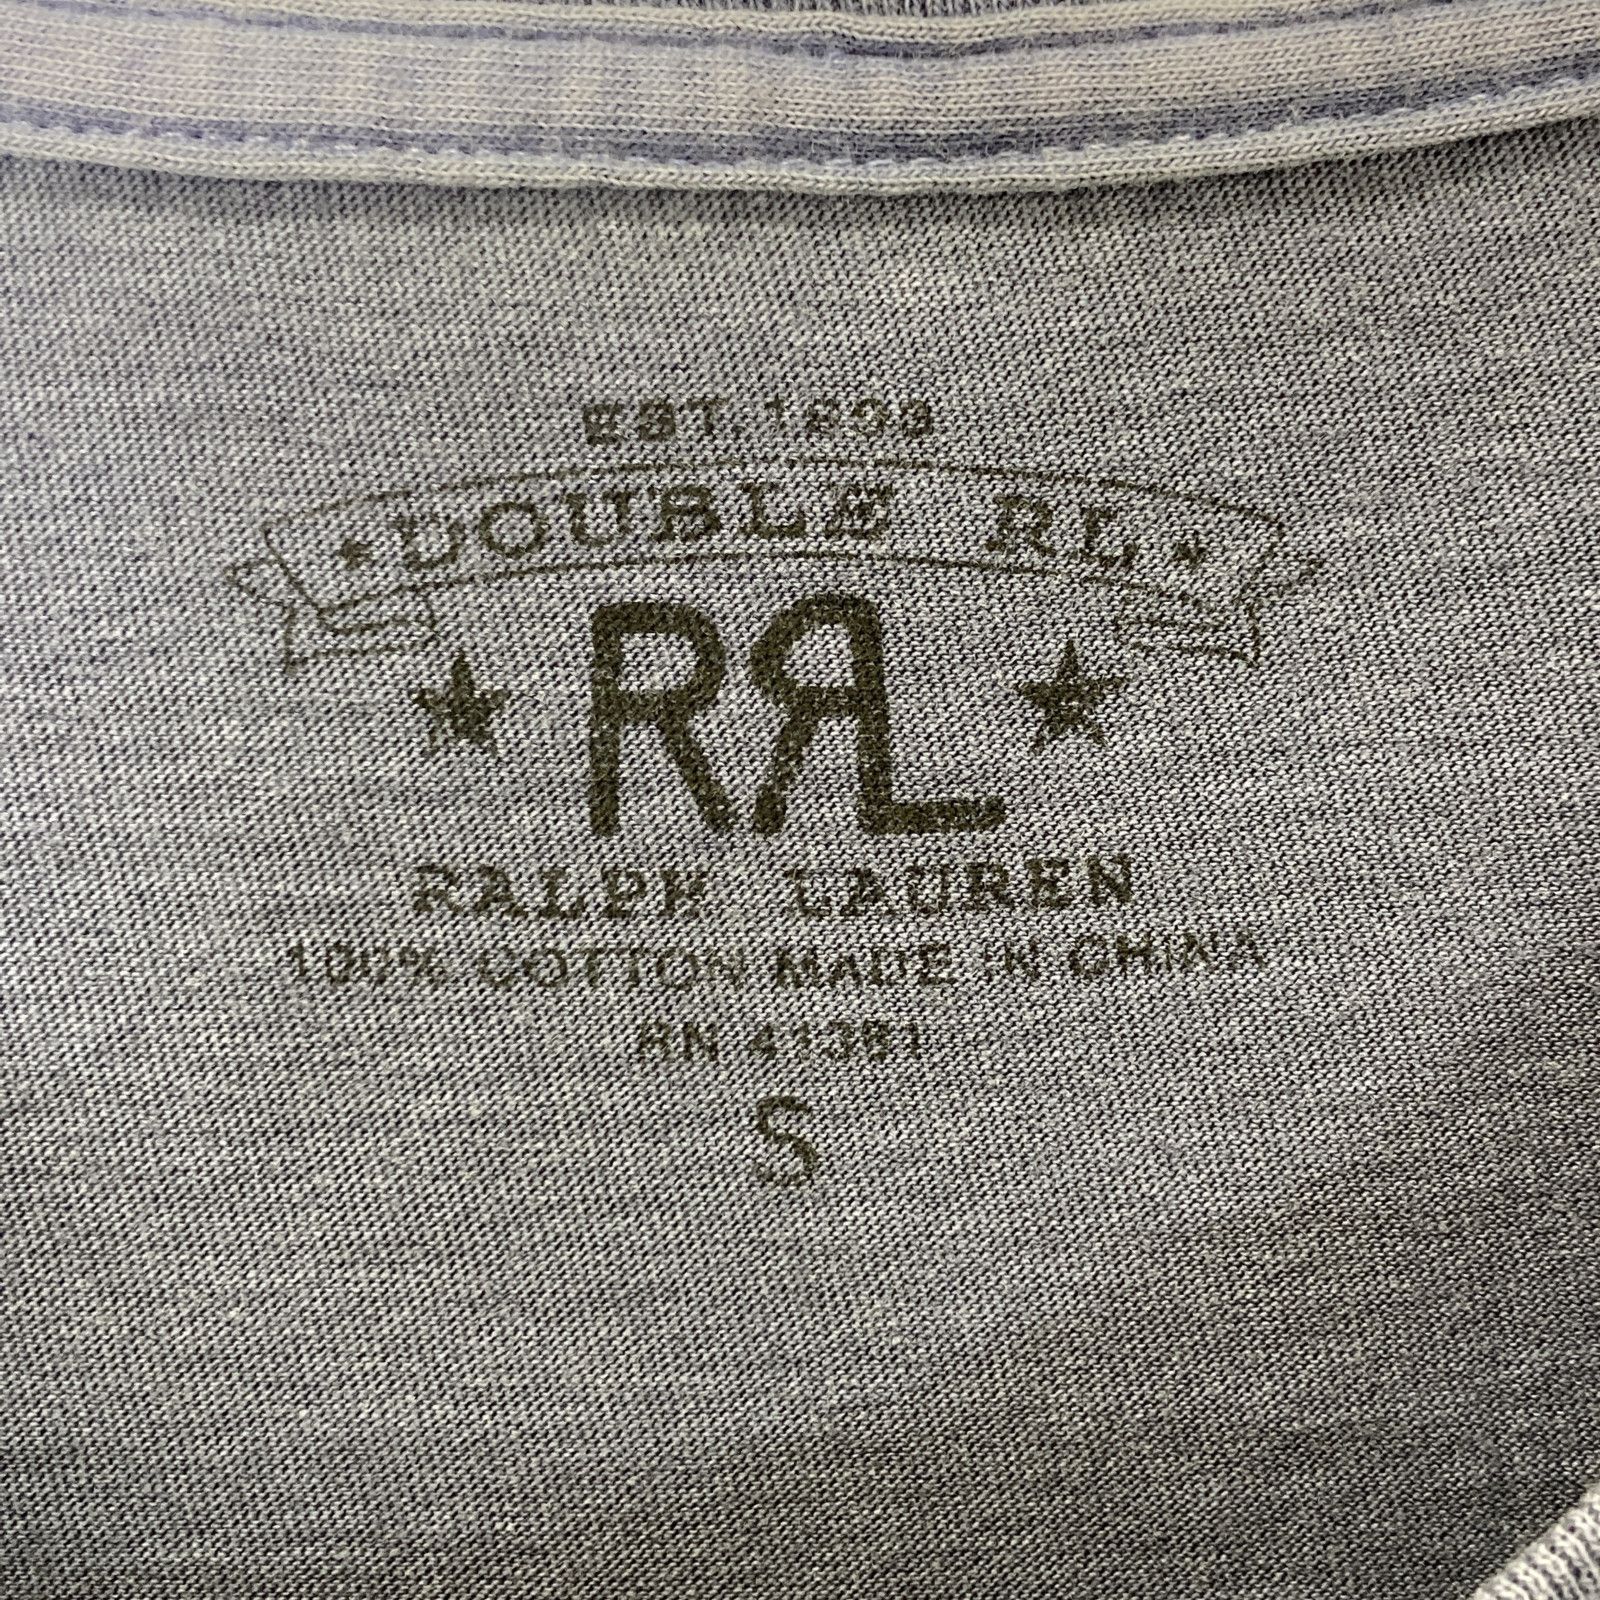 EST. 1993
DOUBLE RL
RRL
RALPH LAUREN
100% COTTON MADE IN CHINA
RN 41381
S